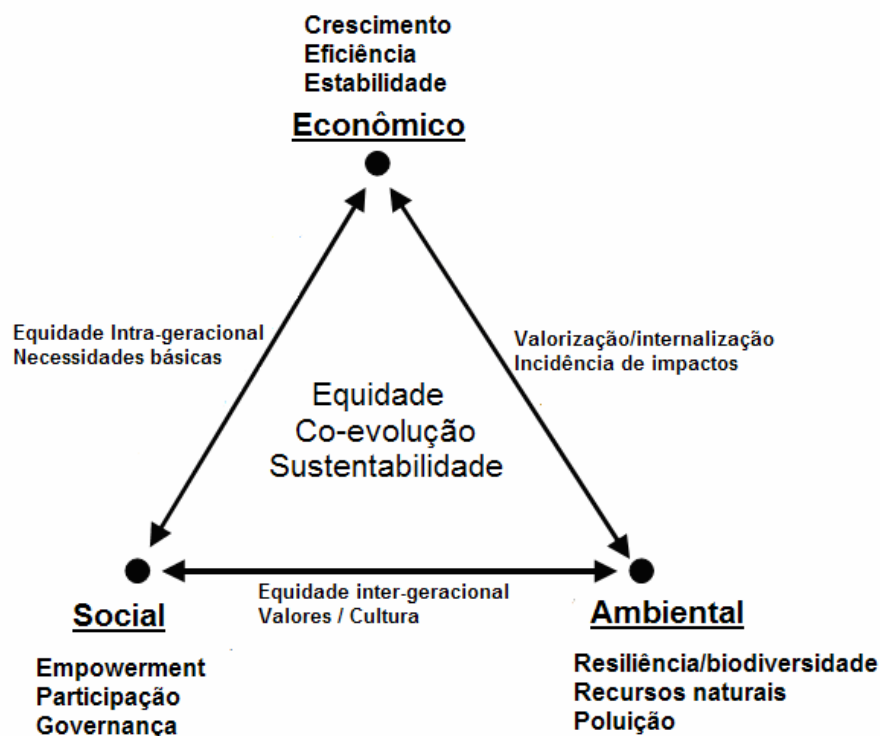 Crescimento
Eficiência
Estabilidade
Econômico
Equidade Intra-geracional
Necessidades básicas
Valorização/internalização
Incidência de impactos
Equidade
Co-evolução
Sustentabilidade
Equidade inter-geracional
Valores / Cultura
Social
Empowerment
Participação
Governança
Ambiental
Resiliência/biodiversidade
Recursos naturais
Poluição